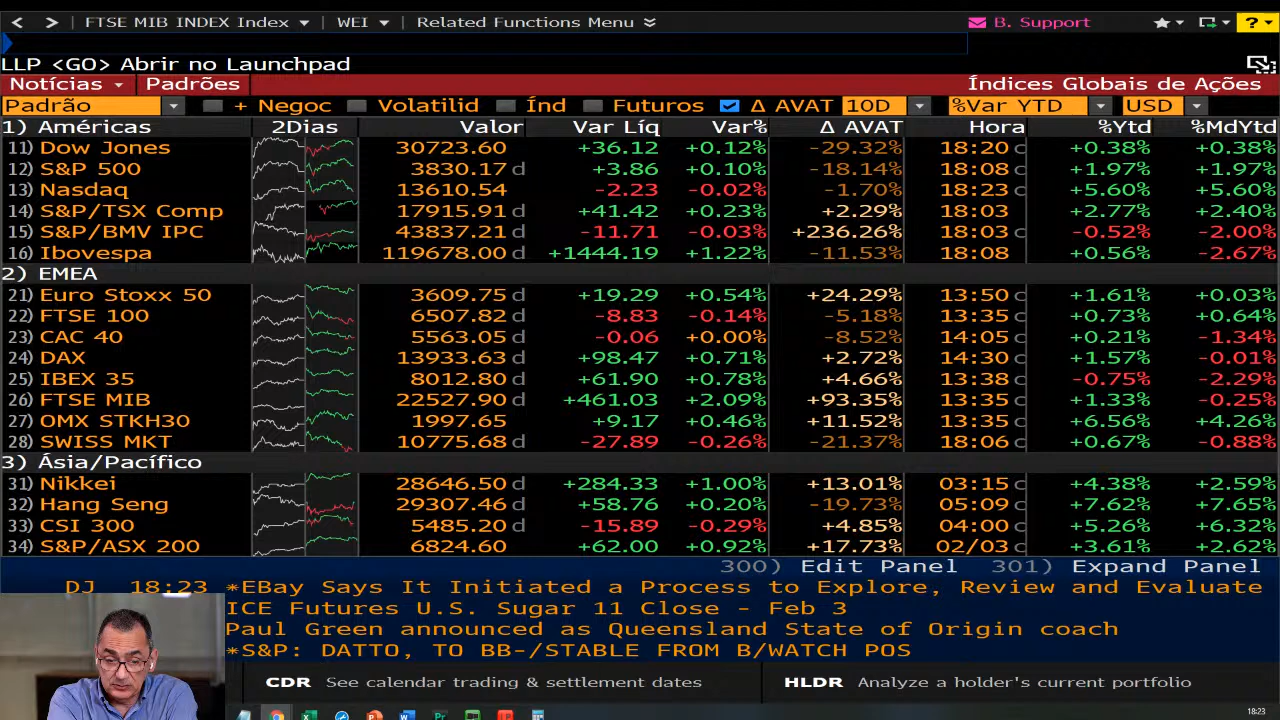 < > FTSE MIB INDEX Index ▾ WEI ▾ Related Functions Menu B. Support ?
LLP <GO> Abrir no Launchpad
Notícias Padrões Índices Globais de Ações
Padrão + Negoc Volatilid Índ Futuros Δ AVAT 10D %Var YTD USD
1) Américas 2Dias Valor Var Líq Var% Δ AVAT Hora %Ytd %MdYtd
11) Dow Jones 30723.60 +36.12 +0.12% -29.32% 18:20 c +0.38% +0.38%
12) S&P 500 3830.17 d +3.86 +0.10% -18.14% 18:08 c +1.97% +1.97%
13) Nasdaq 13610.54 -2.23 -0.02% -1.70% 18:23 c +5.60% +5.60%
14) S&P/TSX Comp 17915.91 d +41.42 +0.23% +2.29% 18:03 +2.77% +2.40%
15) S&P/BMV IPC 43837.21 d -11.71 -0.03% +236.26% 18:03 c -0.52% -2.00%
16) Ibovespa 119678.00 d +1444.19 +1.22% -11.53% 18:08 +0.56% -2.67%
2) EMEA
21) Euro Stoxx 50 3609.75 d +19.29 +0.54% +24.29% 13:50 c +1.61% +0.03%
22) FTSE 100 6507.82 d -8.83 -0.14% -5.18% 13:35 c +0.73% +0.64%
23) CAC 40 5563.05 d -0.06 +0.00% -8.52% 14:05 c +0.21% -1.34%
24) DAX 13933.63 d +98.47 +0.71% +2.72% 14:30 c +1.57% -0.01%
25) IBEX 35 8012.80 d +61.90 +0.78% +4.66% 13:38 c -0.75% -2.29%
26) FTSE MIB 22527.90 d +461.03 +2.09% +93.35% 13:35 c +1.33% -0.25%
27) OMX STKH30 1997.65 +9.17 +0.46% +11.52% 13:35 c +6.56% +4.26%
28) SWISS MKT 10775.68 d -27.89 -0.26% -21.37% 18:06 c +0.67% -0.88%
3) Ásia/Pacífico
31) Nikkei 28646.50 d +284.33 +1.00% +13.01% 03:15 c +4.38% +2.59%
32) Hang Seng 29307.46 d +58.76 +0.20% -19.73% 05:09 c +7.62% +7.65%
33) CSI 300 5485.20 d -15.89 -0.29% +4.85% 04:00 c +5.26% +6.32%
34) S&P/ASX 200 6824.60 +62.00 +0.92% +17.73% 02/03 c +3.61% +2.62%
300) Edit Panel 301) Expand Panel
DJ 18:23 *EBay Says It Initiated a Process to Explore, Review and Evaluate
ICE Futures U.S. Sugar 11 Close - Feb 3
Paul Green announced as Queensland State of Origin coach
*S&P: DATTO, TO BB-/STABLE FROM B/WATCH POS
CDR See calendar trading & settlement dates HLDR Analyze a holder's current portfolio
18:23